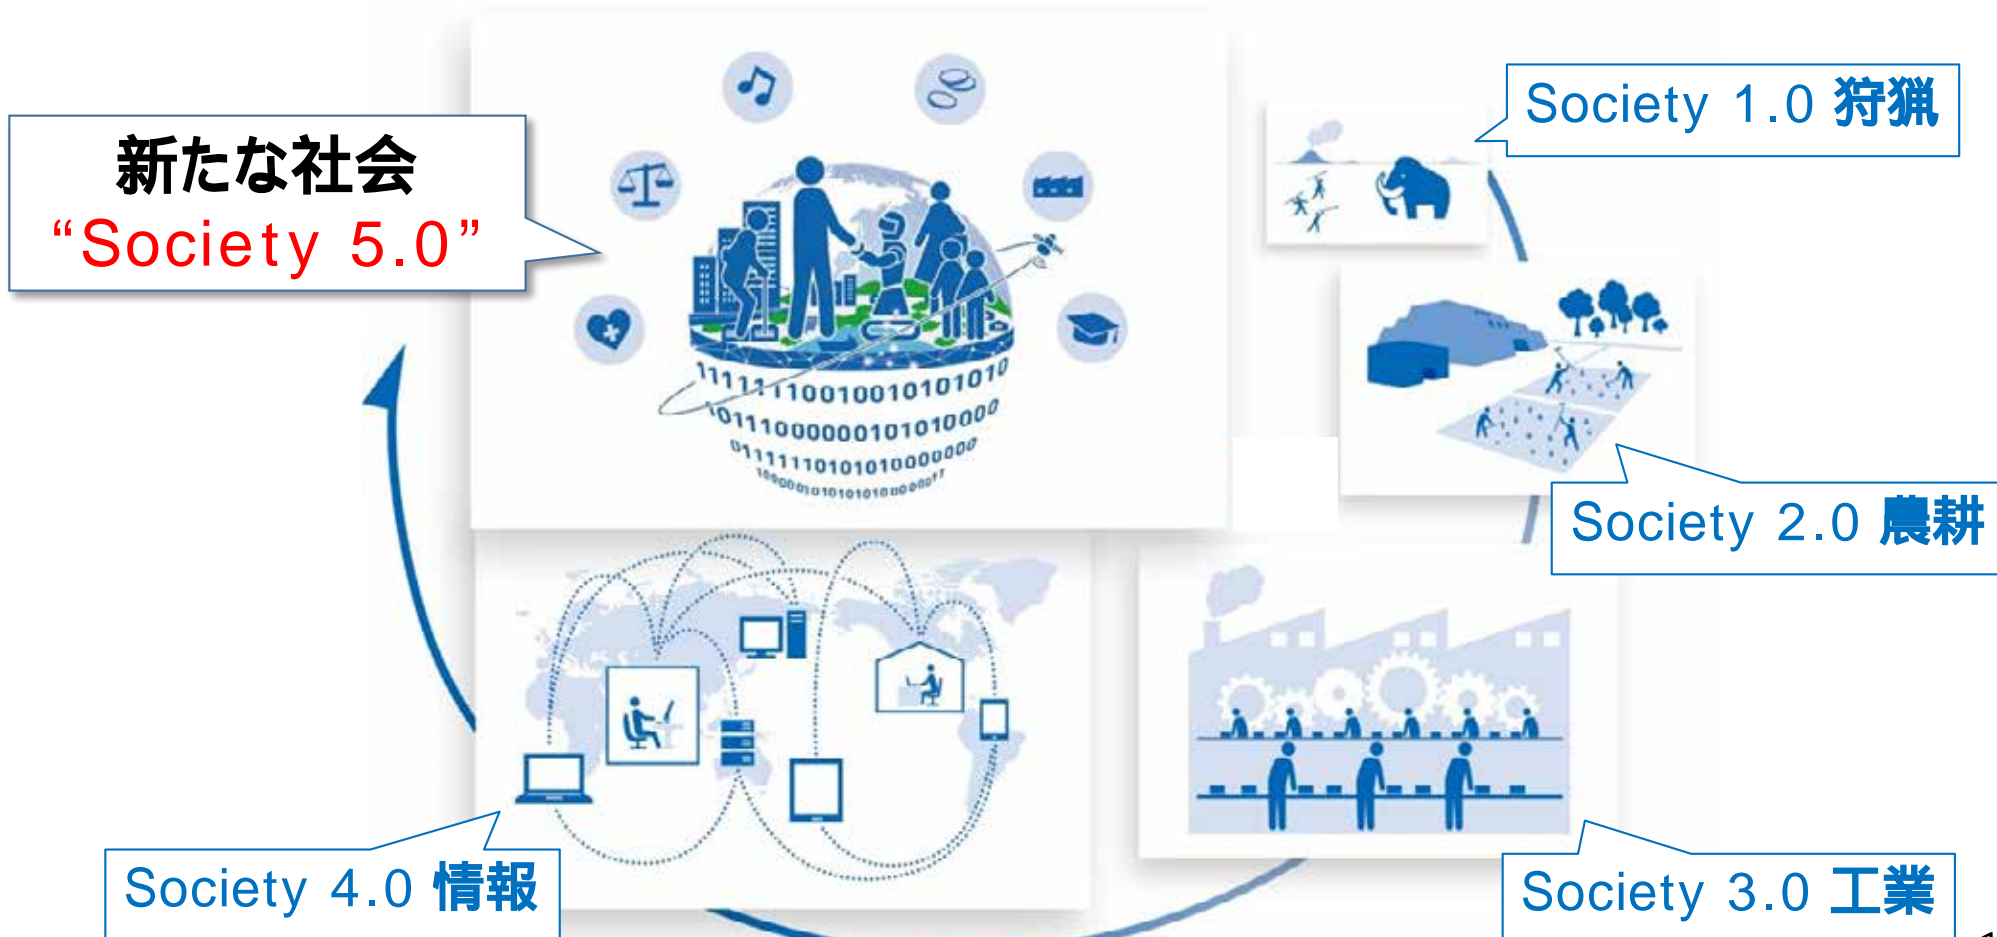 新たな社会
“Society 5.0”
Society 1.0 狩猟
Society 2.0 農耕
Society 3.0 工業
Society 4.0 情報